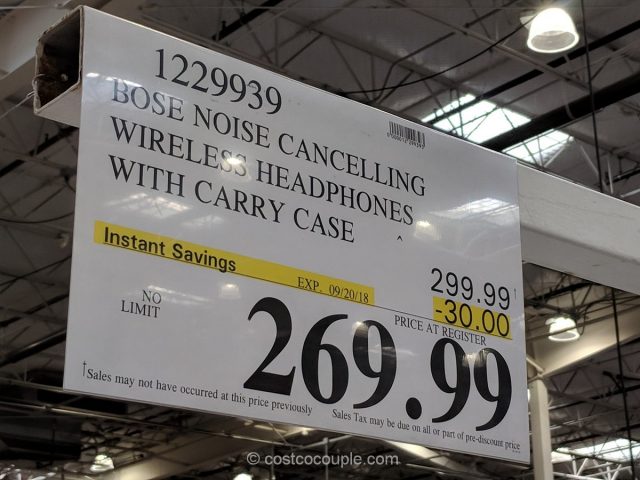 1229939
BOSE NOISE CANCELLING
WIRELESS HEADPHONES
WITH CARRY CASE
Instant Savings
EXP. 09/20/18
299.99†
-30.00
NO
LIMIT
PRICE AT REGISTER
269.99
†Sales may not have occurred at this price previously
Sales Tax may be due on all or part of pre-discount price
© costcocouple.com